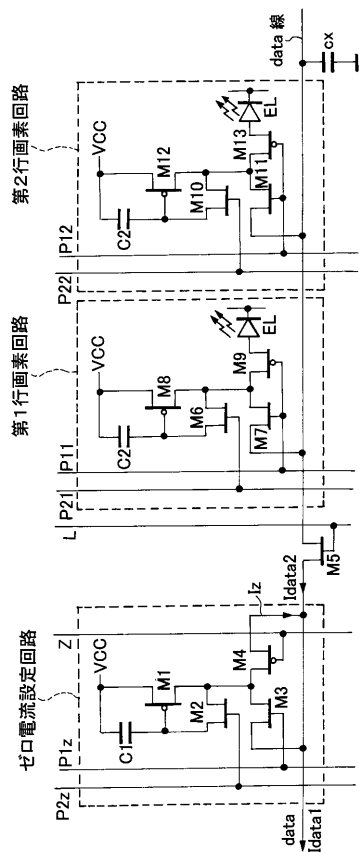 ゼロ電流設定回路
P2z
P1z
Z
VCC
C1
M1
M2
M3
M4
Iz
data
Idata1
Idata2
M5
L
第1行画素回路
P21
P11
VCC
C2
M8
M6
M7
M9
EL
第2行画素回路
P22
P12
VCC
C2
M12
M10
M11
M13
EL
data 線
cx